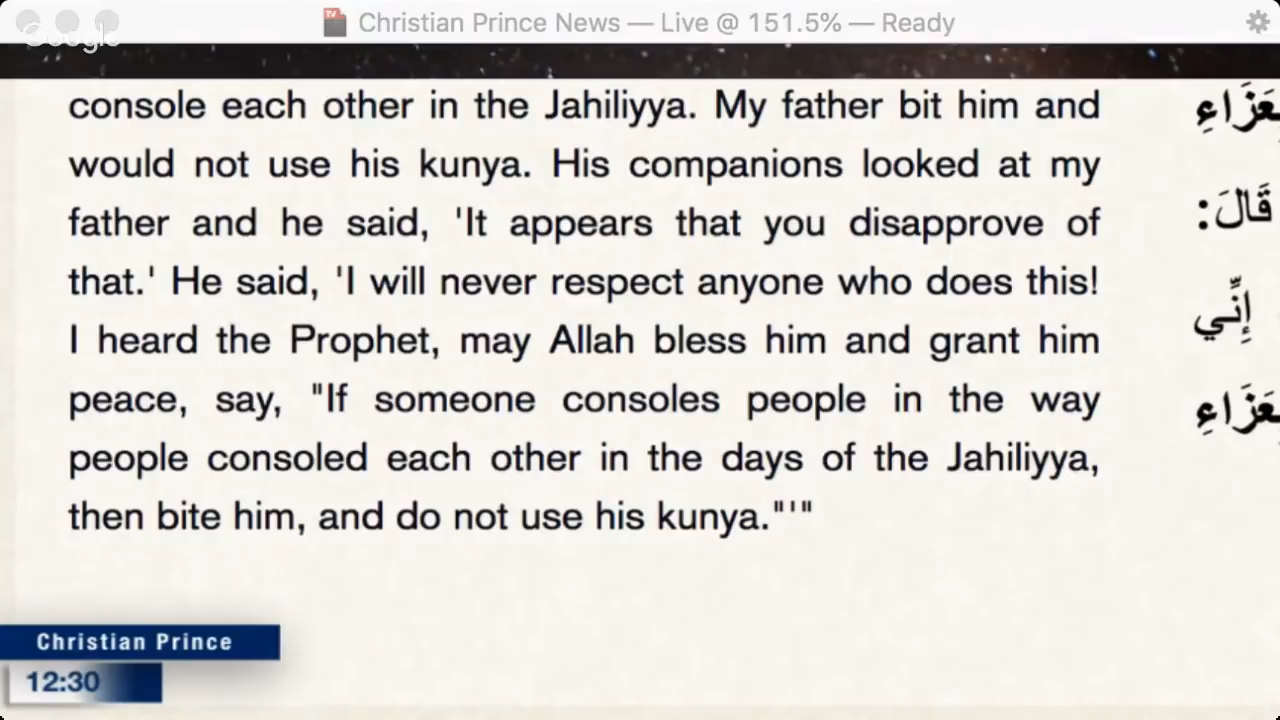 Christian Prince News — Live @ 151.5% — Ready
Google
console each other in the Jahiliyya. My father bit him and
would not use his kunya. His companions looked at my
father and he said, 'It appears that you disapprove of
that.' He said, 'I will never respect anyone who does this!
I heard the Prophet, may Allah bless him and grant him
peace, say, "If someone consoles people in the way
people consoled each other in the days of the Jahiliyya,
then bite him, and do not use his kunya."'"
قَالَ:
إِنِّي
Christian Prince
12:30